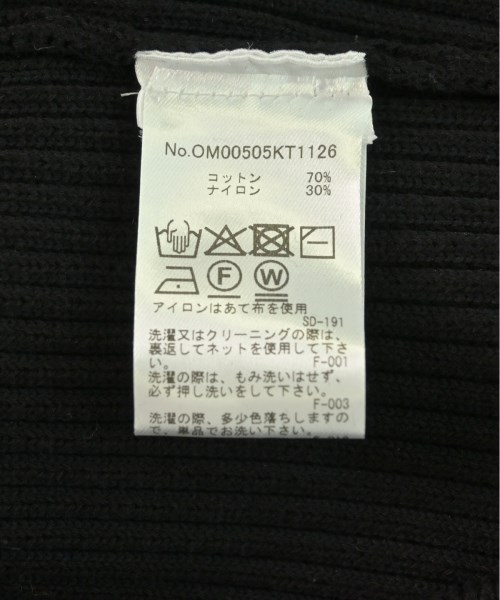 No.OM00505KT1126
コットン 70%
ナイロン 30%
F W
アイロンはあて布を使用
SD-191
洗濯又はクリーニングの際は、
裏返してネットを使用して下さ
い。 F-001
洗濯の際は、もみ洗いはせず、
必ず押し洗いをして下さい。
F-003
洗濯の際、多少色落ちしますの
で、単品でお洗い下さい。